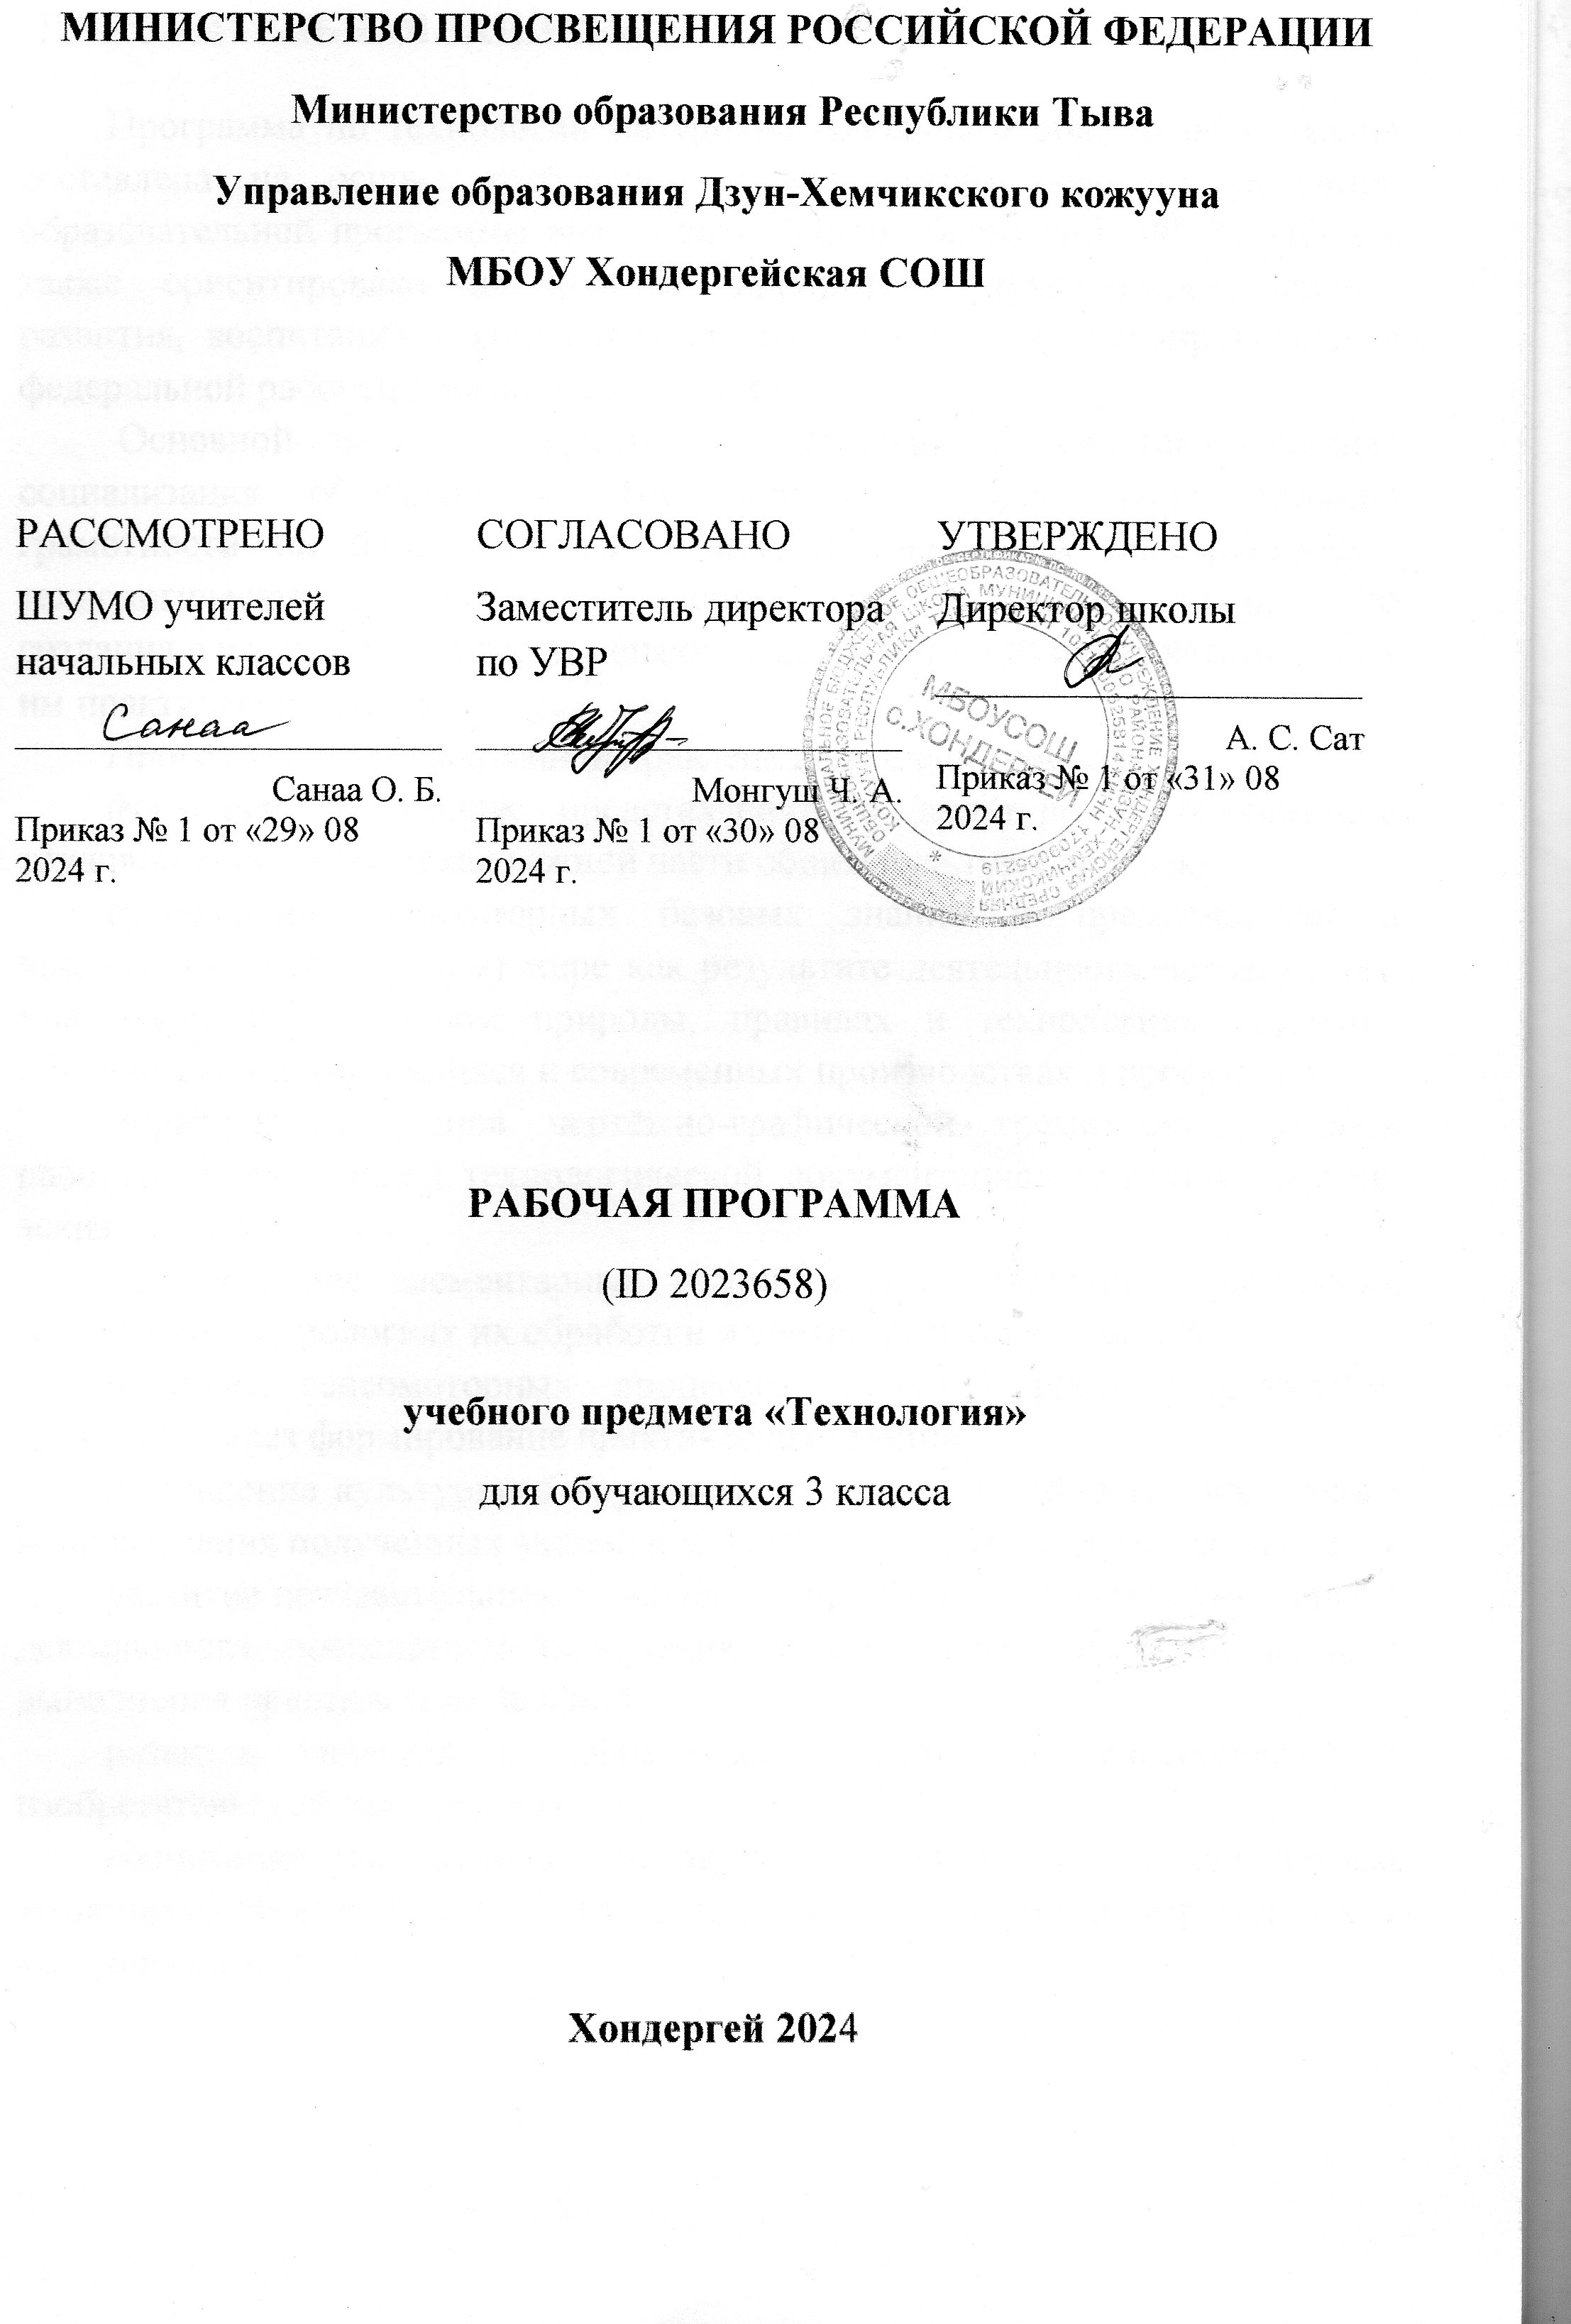 МИНИСТЕРСТВО ПРОСВЕЩЕНИЯ РОССИЙСКОЙ ФЕДЕРАЦИИ
Министерство образования Республики Тыва
Управление образования Дзун-Хемчикского кожууна
МБОУ Хондергейская СОШ
РАССМОТРЕНО
ШУМО учителей
начальных классов
Санаа
Санаа О. Б.
Приказ № 1 от «29» 08
2024 г.
СОГЛАСОВАНО
Заместитель директора
по УВР
Монгуш Ч. А.
Приказ № 1 от «30» 08
2024 г.
УТВЕРЖДЕНО
Директор школы
А. С. Сат
Приказ № 1 от «31» 08
2024 г.
МБОУСОШ
с.ХОНДЕРГЕЙ
РАБОЧАЯ ПРОГРАММА
(ID 2023658)
учебного предмета «Технология»
для обучающихся 3 класса
Хондергей 2024